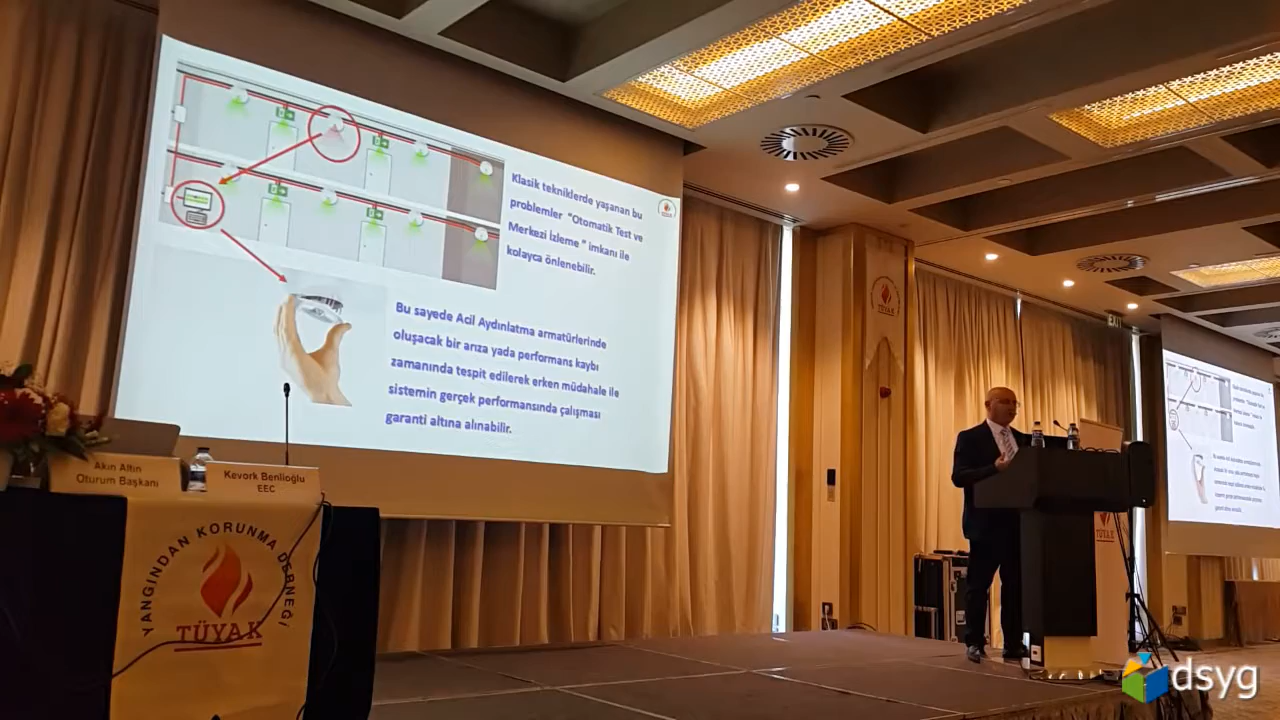 Klasik tekniklerde yaşanan bu
problemler "Otomatik Test ve
Merkezi İzleme " imkanı ile
kolayca önlenebilir.
Bu sayede Acil Aydınlatma armatürlerinde
oluşacak bir arıza yada performans kaybı
zamanında tespit edilerek erken müdahale ile
sistemin gerçek performansında çalışması
garanti altına alınabilir.
Akın Altın
Oturum Başkanı
Kevork Benlioğlu
EEC
YANGINDAN KORUNMA DERNEĞİ
TÜYAK
TÜYAK
EXIT
TÜYAK
dsyg